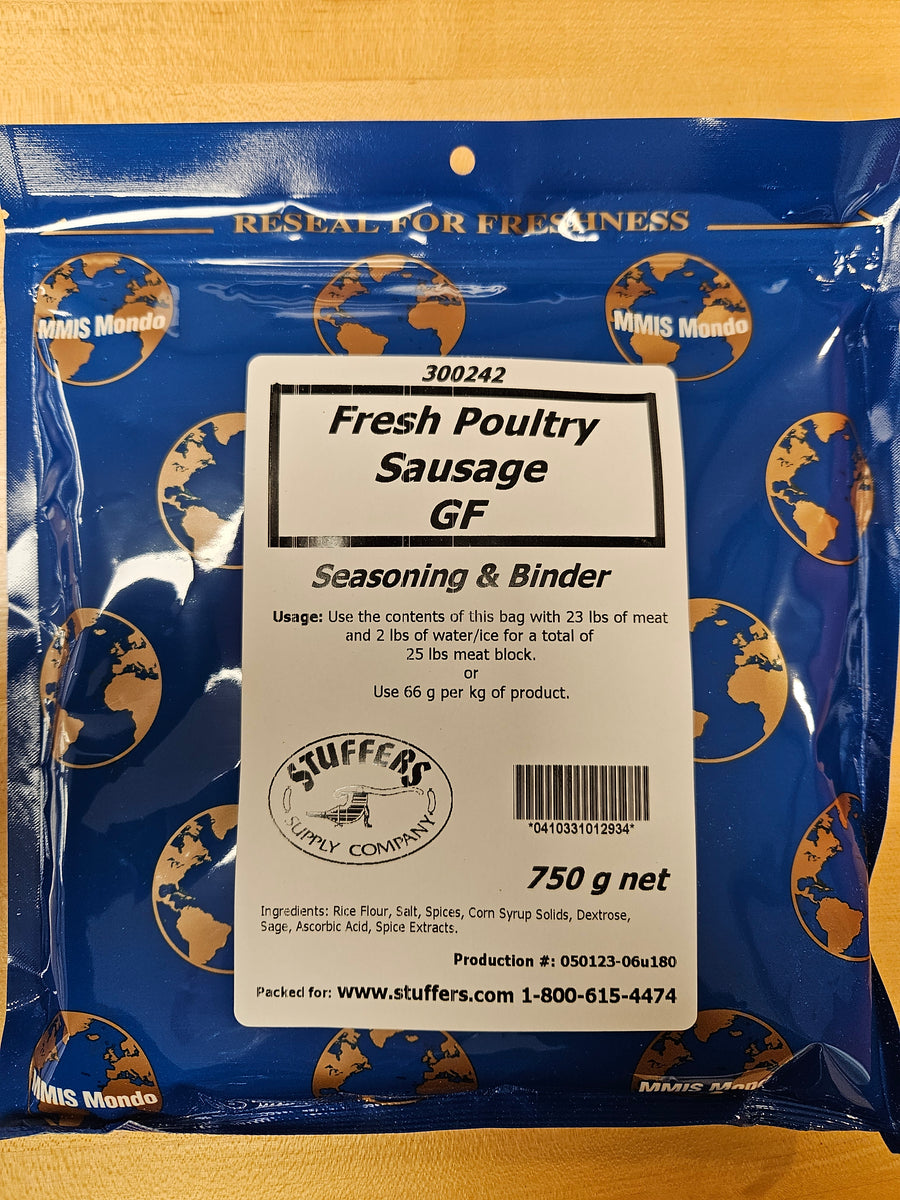 RESEAL FOR FRESHNESS
MMIS Mondo
MMIS Mondo
300242
Fresh Poultry
Sausage
GF
Seasoning & Binder
Usage: Use the contents of this bag with 23 lbs of meat
and 2 lbs of water/ice for a total of
25 lbs meat block.
or
Use 66 g per kg of product.
STUFFERS
SUPPLY COMPANY
*0410331012934*
750 g net
Ingredients: Rice Flour, Salt, Spices, Corn Syrup Solids, Dextrose,
Sage, Ascorbic Acid, Spice Extracts.
Production #: 050123-06u180
Packed for: www.stuffers.com 1-800-615-4474
MMIS Mondo
MMIS Mondo